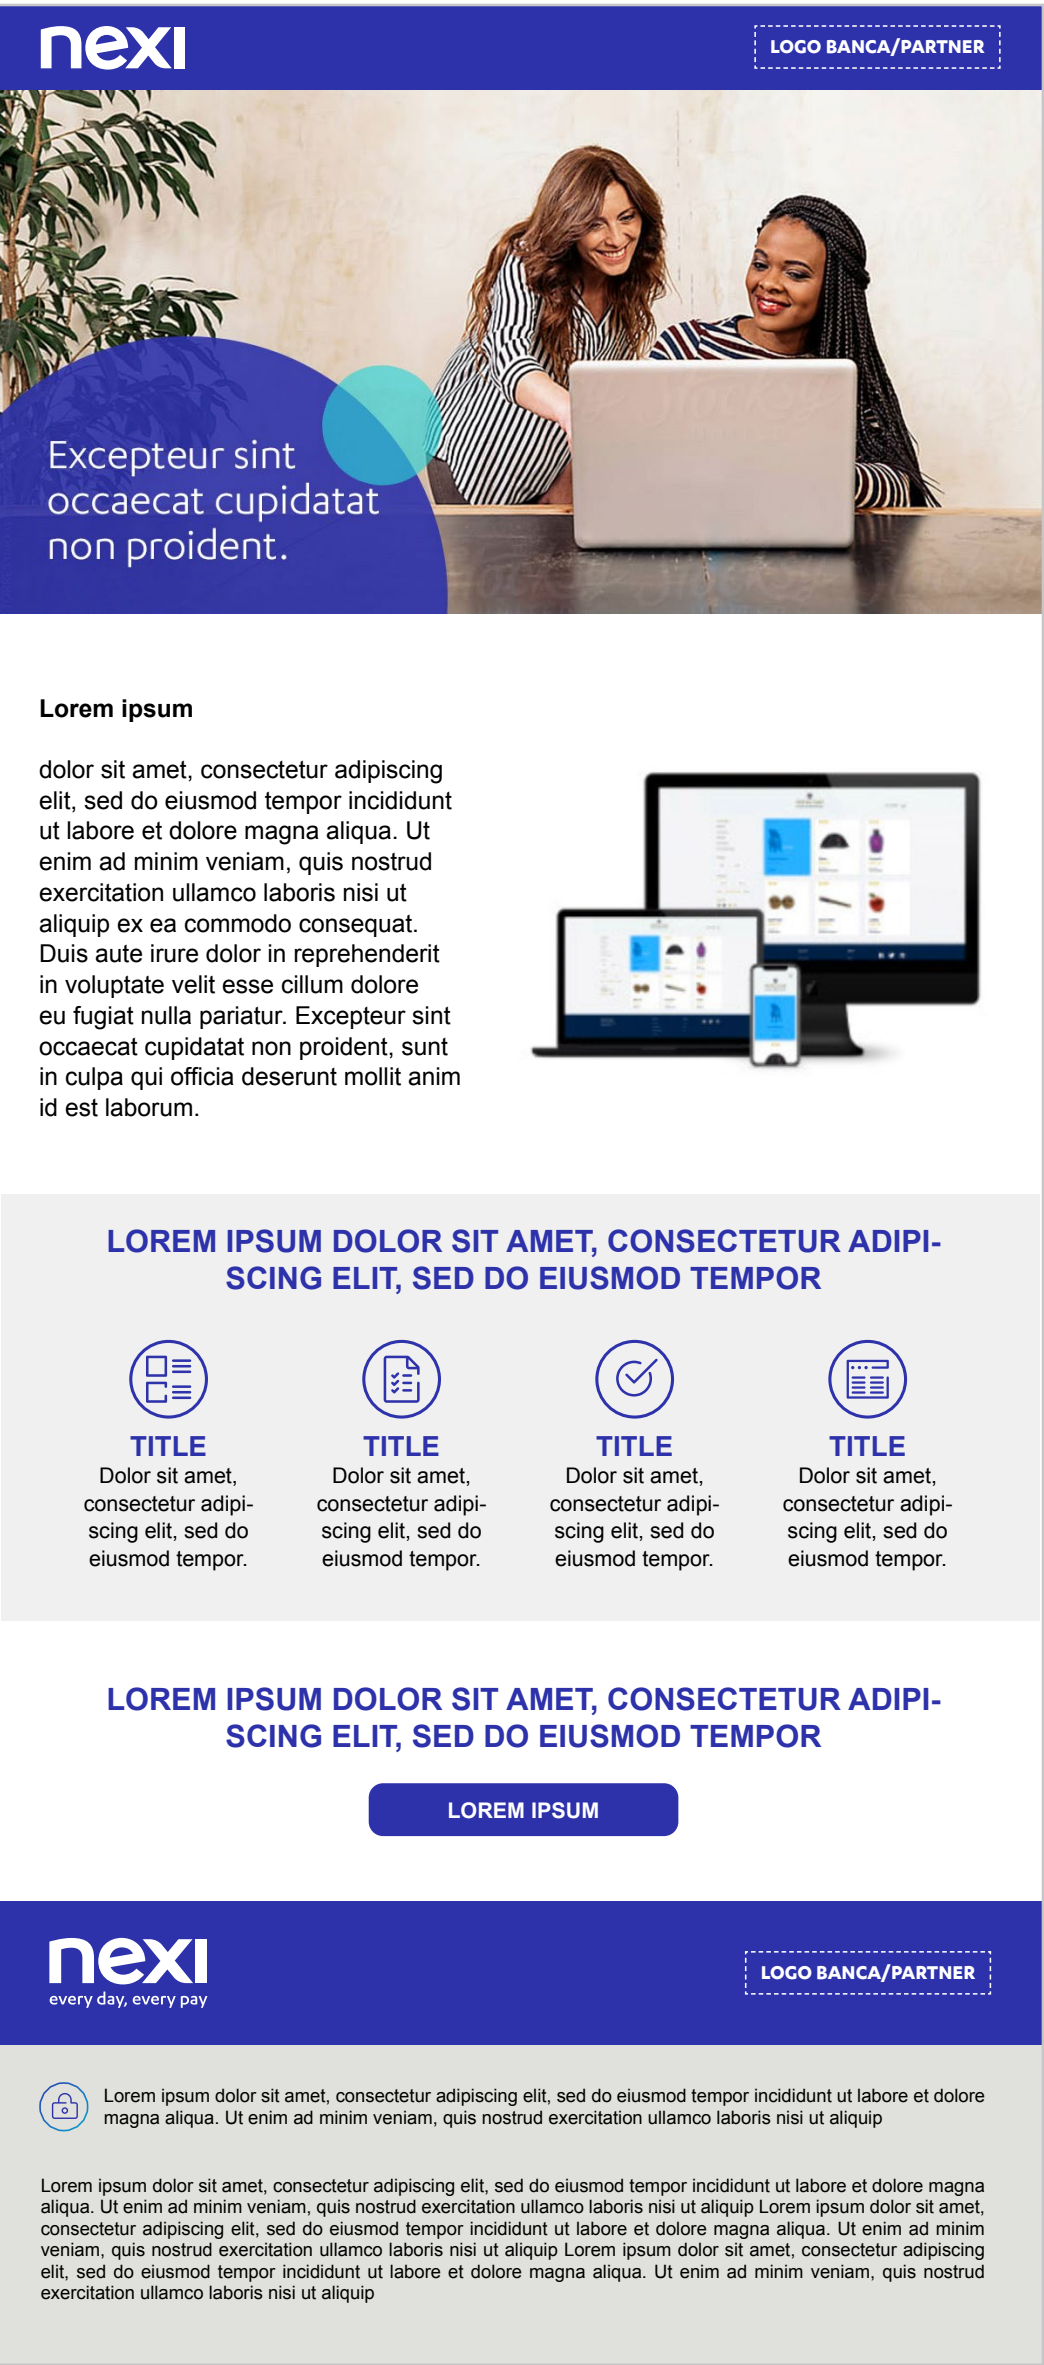 nexi
LOGO BANCA/PARTNER
Excepteur sint
occaecat cupidatat
non proident.
Lorem ipsum
dolor sit amet, consectetur adipiscing
elit, sed do eiusmod tempor incididunt
ut labore et dolore magna aliqua. Ut
enim ad minim veniam, quis nostrud
exercitation ullamco laboris nisi ut
aliquip ex ea commodo consequat.
Duis aute irure dolor in reprehenderit
in voluptate velit esse cillum dolore
eu fugiat nulla pariatur. Excepteur sint
occaecat cupidatat non proident, sunt
in culpa qui officia deserunt mollit anim
id est laborum.
LOREM IPSUM DOLOR SIT AMET, CONSECTETUR ADIPI-
SCING ELIT, SED DO EIUSMOD TEMPOR
TITLE
Dolor sit amet,
consectetur adipi-
scing elit, sed do
eiusmod tempor.
TITLE
Dolor sit amet,
consectetur adipi-
scing elit, sed do
eiusmod tempor.
TITLE
Dolor sit amet,
consectetur adipi-
scing elit, sed do
eiusmod tempor.
TITLE
Dolor sit amet,
consectetur adipi-
scing elit, sed do
eiusmod tempor.
LOREM IPSUM DOLOR SIT AMET, CONSECTETUR ADIPI-
SCING ELIT, SED DO EIUSMOD TEMPOR
LOREM IPSUM
nexi
every day, every pay
LOGO BANCA/PARTNER
Lorem ipsum dolor sit amet, consectetur adipiscing elit, sed do eiusmod tempor incididunt ut labore et dolore
magna aliqua. Ut enim ad minim veniam, quis nostrud exercitation ullamco laboris nisi ut aliquip
Lorem ipsum dolor sit amet, consectetur adipiscing elit, sed do eiusmod tempor incididunt ut labore et dolore magna
aliqua. Ut enim ad minim veniam, quis nostrud exercitation ullamco laboris nisi ut aliquip Lorem ipsum dolor sit amet,
consectetur adipiscing elit, sed do eiusmod tempor incididunt ut labore et dolore magna aliqua. Ut enim ad minim
veniam, quis nostrud exercitation ullamco laboris nisi ut aliquip Lorem ipsum dolor sit amet, consectetur adipiscing
elit, sed do eiusmod tempor incididunt ut labore et dolore magna aliqua. Ut enim ad minim veniam, quis nostrud
exercitation ullamco laboris nisi ut aliquip